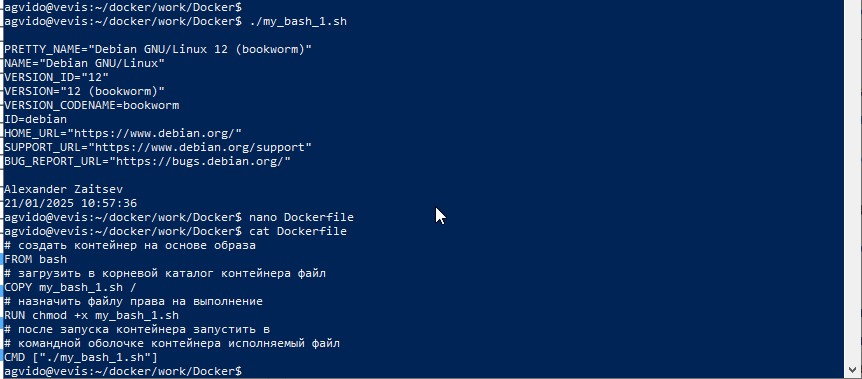 agvido@vevis:~/docker/work/Docker$
agvido@vevis:~/docker/work/Docker$ ./my_bash_1.sh
PRETTY_NAME="Debian GNU/Linux 12 (bookworm)"
NAME="Debian GNU/Linux"
VERSION_ID="12"
VERSION="12 (bookworm)"
VERSION_CODENAME=bookworm
ID=debian
HOME_URL="https://www.debian.org/"
SUPPORT_URL="https://www.debian.org/support"
BUG_REPORT_URL="https://bugs.debian.org/"
Alexander Zaitsev
21/01/2025 10:57:36
agvido@vevis:~/docker/work/Docker$ nano Dockerfile
agvido@vevis:~/docker/work/Docker$ cat Dockerfile
# создать контейнер на основе образа
FROM bash
# загрузить в корневой каталог контейнера файл
COPY my_bash_1.sh /
# назначить файлу права на выполнение
RUN chmod +x my_bash_1.sh
# после запуска контейнера запустить в
# командной оболочке контейнера исполняемый файл
CMD ["./my_bash_1.sh"]
agvido@vevis:~/docker/work/Docker$